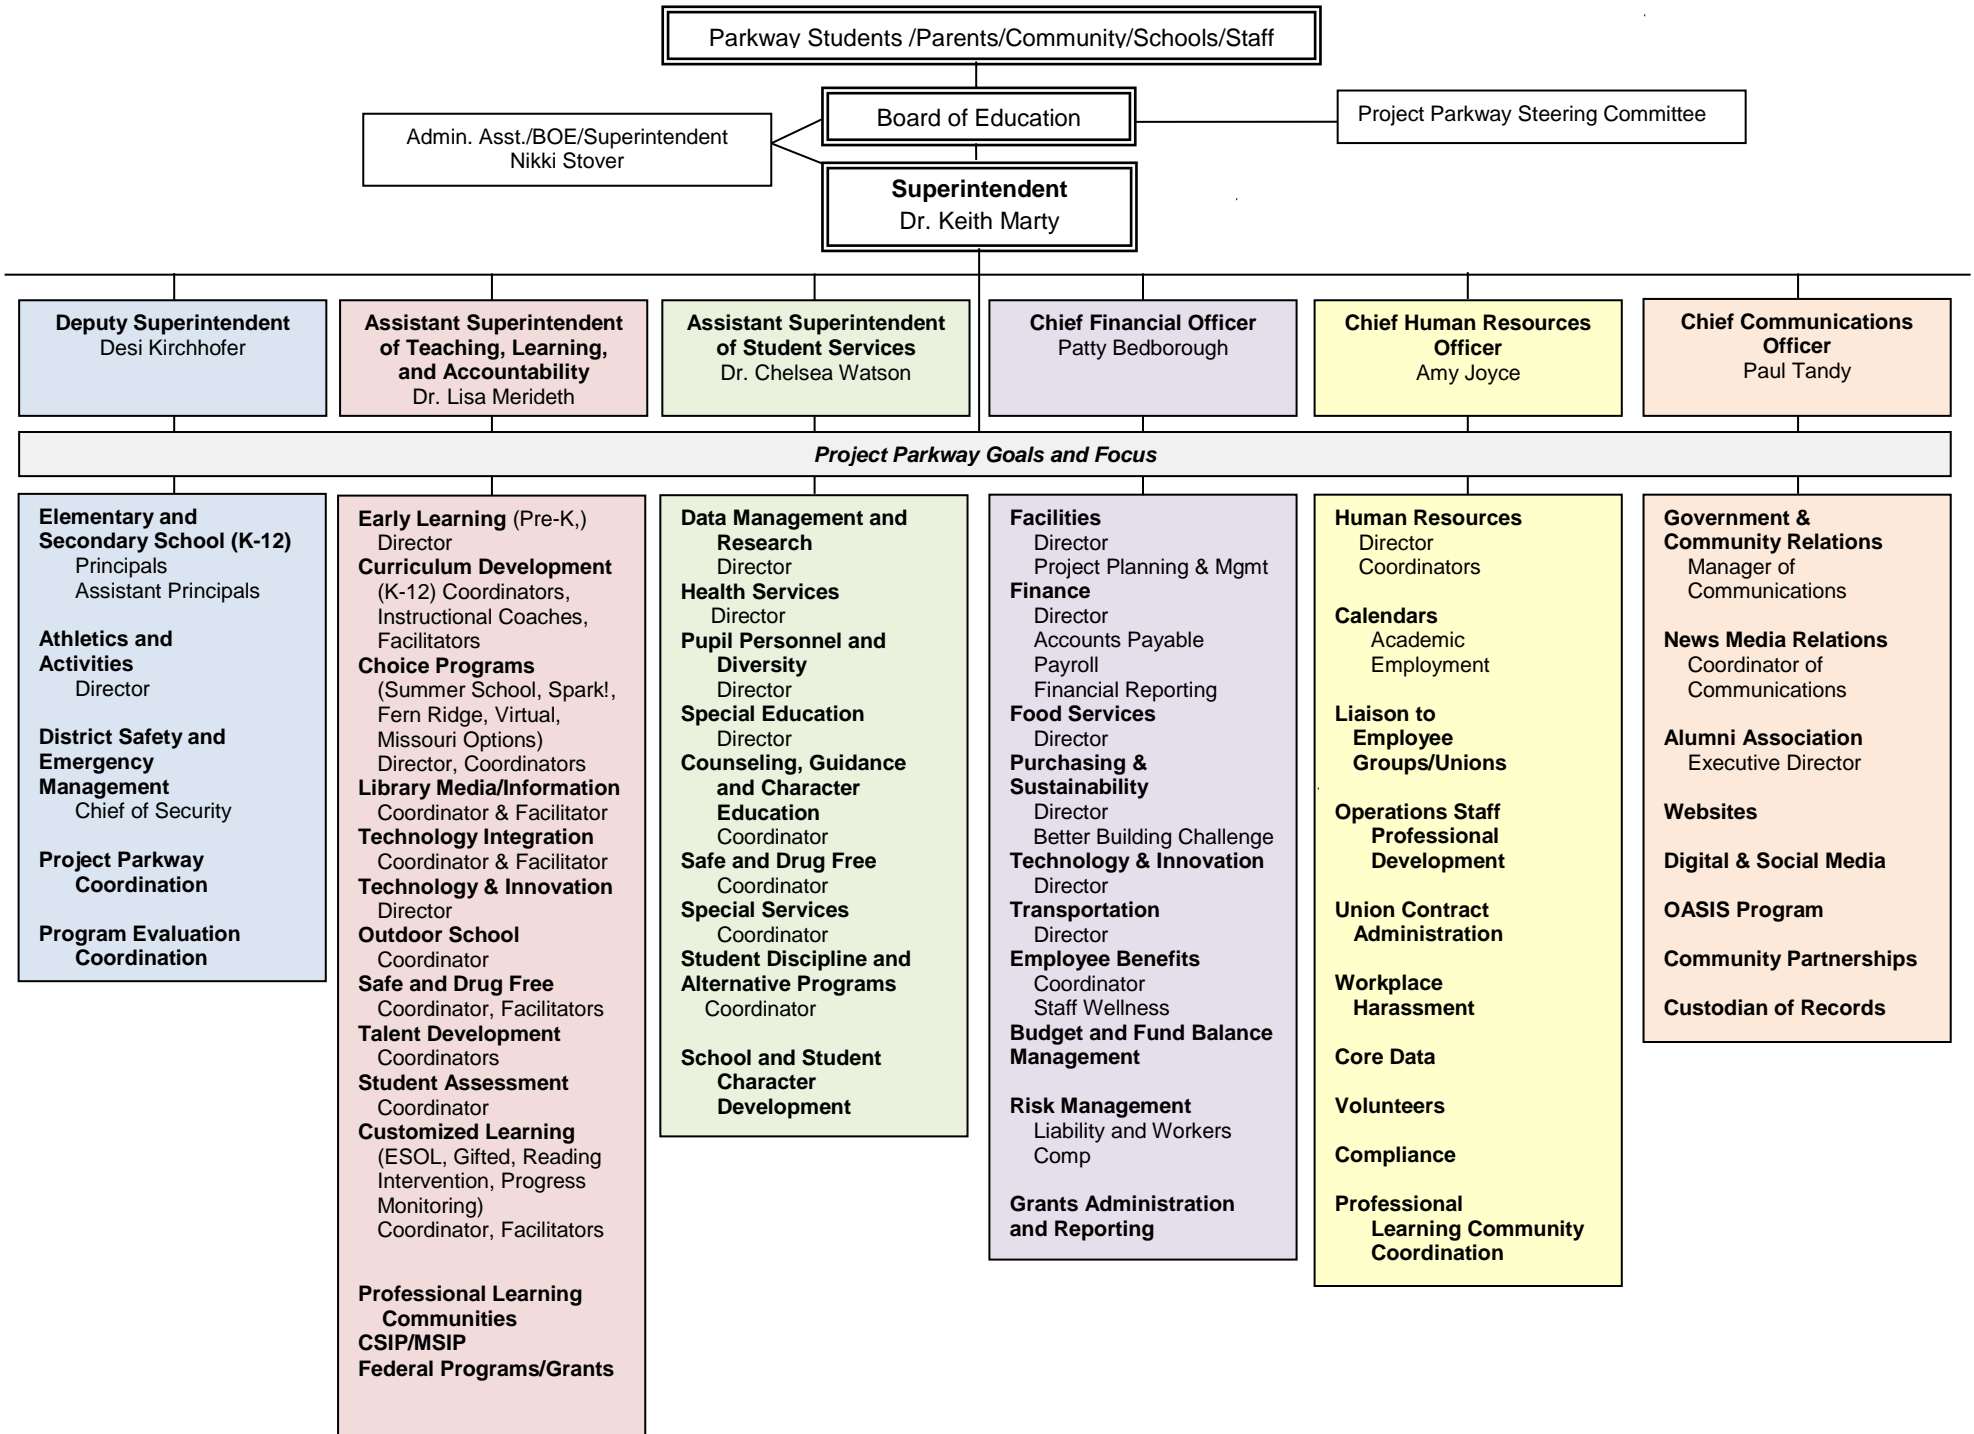 Parkway Students /Parents/Community/Schools/Staff
Board of Education
Project Parkway Steering Committee
Admin. Asst./BOE/Superintendent
Nikki Stover
Superintendent
Dr. Keith Marty
Deputy Superintendent
Desi Kirchhofer
Assistant Superintendent
of Teaching, Learning,
and Accountability
Dr. Lisa Merideth
Assistant Superintendent
of Student Services
Dr. Chelsea Watson
Chief Financial Officer
Patty Bedborough
Chief Human Resources
Officer
Amy Joyce
Chief Communications
Officer
Paul Tandy
Project Parkway Goals and Focus
Elementary and
Secondary School (K-12)
Principals
Assistant Principals
Athletics and
Activities
Director
District Safety and
Emergency
Management
Chief of Security
Project Parkway
Coordination
Program Evaluation
Coordination
Early Learning (Pre-K,)
Director
Curriculum Development
(K-12) Coordinators,
Instructional Coaches,
Facilitators
Choice Programs
(Summer School, Spark!,
Fern Ridge, Virtual,
Missouri Options)
Director, Coordinators
Library Media/Information
Coordinator & Facilitator
Technology Integration
Coordinator & Facilitator
Technology & Innovation
Director
Outdoor School
Coordinator
Safe and Drug Free
Coordinator, Facilitators
Talent Development
Coordinators
Student Assessment
Coordinator
Customized Learning
(ESOL, Gifted, Reading
Intervention, Progress
Monitoring)
Coordinator, Facilitators
Professional Learning
Communities
CSIP/MSIP
Federal Programs/Grants
Data Management and
Research
Director
Health Services
Director
Pupil Personnel and
Diversity
Director
Special Education
Director
Counseling, Guidance
and Character
Education
Coordinator
Safe and Drug Free
Coordinator
Special Services
Coordinator
Student Discipline and
Alternative Programs
Coordinator
School and Student
Character
Development
Facilities
Director
Project Planning & Mgmt
Finance
Director
Accounts Payable
Payroll
Financial Reporting
Food Services
Director
Purchasing &
Sustainability
Director
Better Building Challenge
Technology & Innovation
Director
Transportation
Director
Employee Benefits
Coordinator
Staff Wellness
Budget and Fund Balance
Management
Risk Management
Liability and Workers
Comp
Grants Administration
and Reporting
Human Resources
Director
Coordinators
Calendars
Academic
Employment
Liaison to
Employee
Groups/Unions
Operations Staff
Professional
Development
Union Contract
Administration
Workplace
Harassment
Core Data
Volunteers
Compliance
Professional
Learning Community
Coordination
Government &
Community Relations
Manager of
Communications
News Media Relations
Coordinator of
Communications
Alumni Association
Executive Director
Websites
Digital & Social Media
OASIS Program
Community Partnerships
Custodian of Records